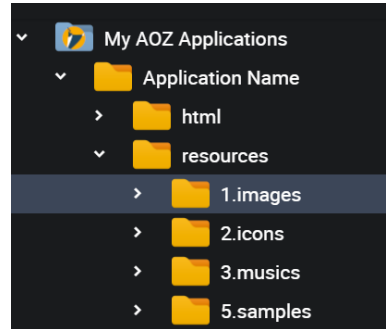 My AOZ Applications
Application Name
html
resources
1.images
2.icons
3.musics
5.samples